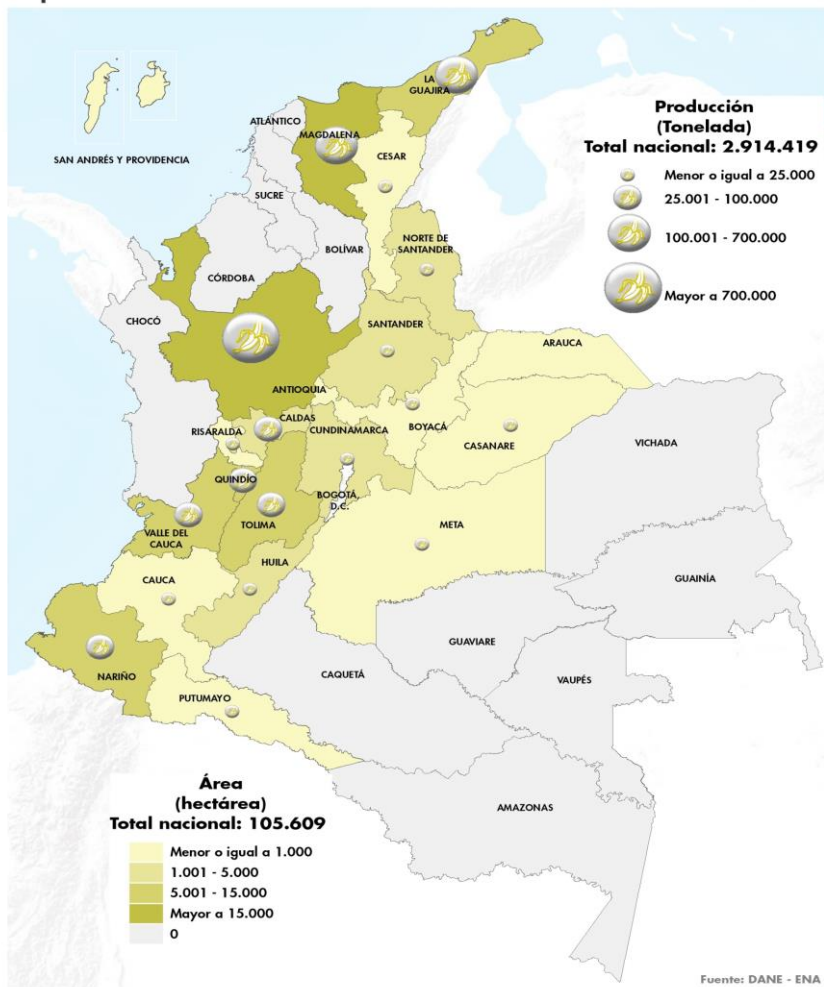 LA
GUAJIRA
ATLÁNTICO
MAGDALENA
CESAR
SAN ANDRÉS Y PROVIDENCIA
SUCRE
BOLÍVAR
NORTE DE
SANTANDER
CÓRDOBA
CHOCÓ
SANTANDER
ARAUCA
ANTIOQUIA
CALDAS
RISARALDA
CUNDINAMARCA
BOYACÁ
CASANARE
VICHADA
QUINDÍO
BOGOTÁ,
D.C.
VALLE DEL
CAUCA
TOLIMA
META
HUILA
CAUCA
GUAINÍA
GUAVIARE
NARIÑO
CAQUETÁ
VAUPÉS
PUTUMAYO
AMAZONAS
Producción
(Tonelada)
Total nacional: 2.914.419
Menor o igual a 25.000
25.001 - 100.000
100.001 - 700.000
Mayor a 700.000
Área
(hectárea)
Total nacional: 105.609
Menor o igual a 1.000
1.001 - 5.000
5.001 - 15.000
Mayor a 15.000
0
Fuente: DANE - ENA